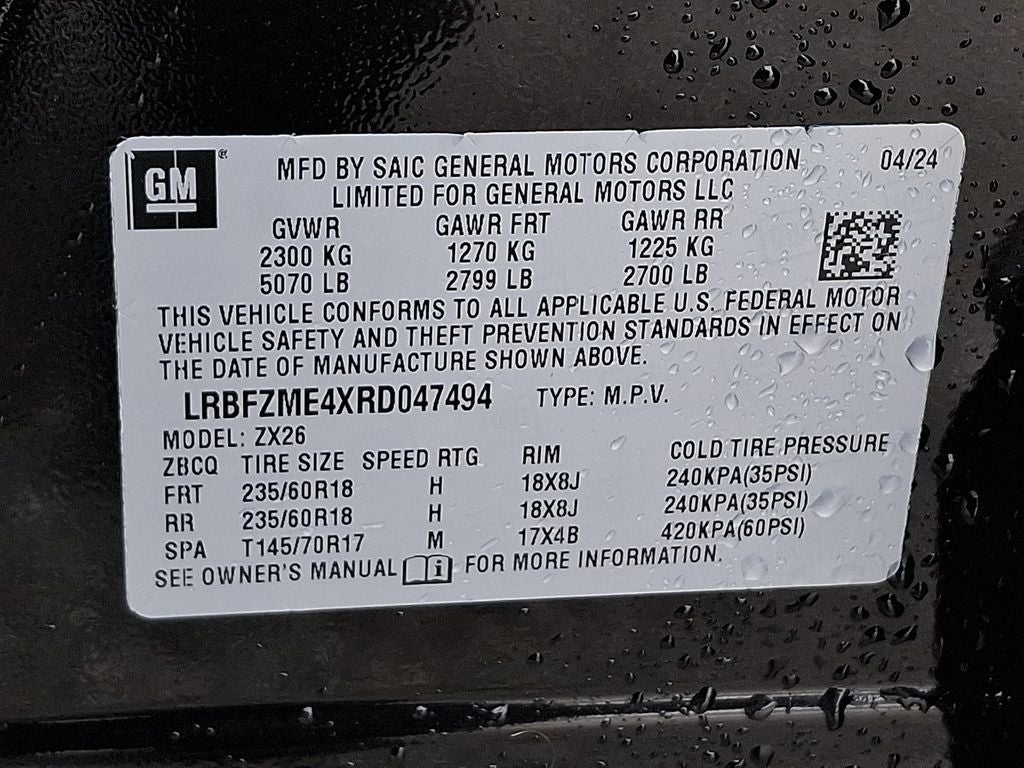 GM ®
MFD BY SAIC GENERAL MOTORS CORPORATION 04/24
LIMITED FOR GENERAL MOTORS LLC
GVWR GAWR FRT GAWR RR
2300 KG 1270 KG 1225 KG
5070 LB 2799 LB 2700 LB
THIS VEHICLE CONFORMS TO ALL APPLICABLE U.S. FEDERAL MOTOR
VEHICLE SAFETY AND THEFT PREVENTION STANDARDS IN EFFECT ON
THE DATE OF MANUFACTURE SHOWN ABOVE.
LRBFZME4XRD047494 TYPE: M.P.V.
MODEL: ZX26
ZBCQ TIRE SIZE SPEED RTG RIM COLD TIRE PRESSURE
FRT 235/60R18 H 18X8J 240KPA(35PSI)
RR 235/60R18 H 18X8J 240KPA(35PSI)
SPA T145/70R17 M 17X4B 420KPA(60PSI)
SEE OWNER'S MANUAL i FOR MORE INFORMATION.